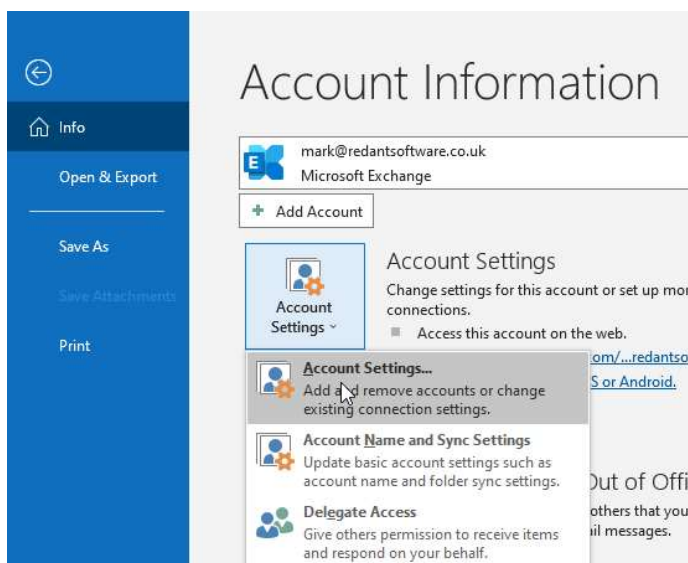 Account Information
Info
mark@redantsoftware.co.uk
Microsoft Exchange
Open & Export
+ Add Account
Save As
Account Settings
Change settings for this account or set up mor
connections.
Access this account on the web.
om/...redantso
S or Android.
Save Attachments
Account
Settings
Print
Account Settings...
Add and remove accounts or change
existing connection settings.
Account Name and Sync Settings
Update basic account settings such as
account name and folder sync settings.
Out of Offi
others that you
il messages.
Delegate Access
Give others permission to receive items
and respond on your behalf.